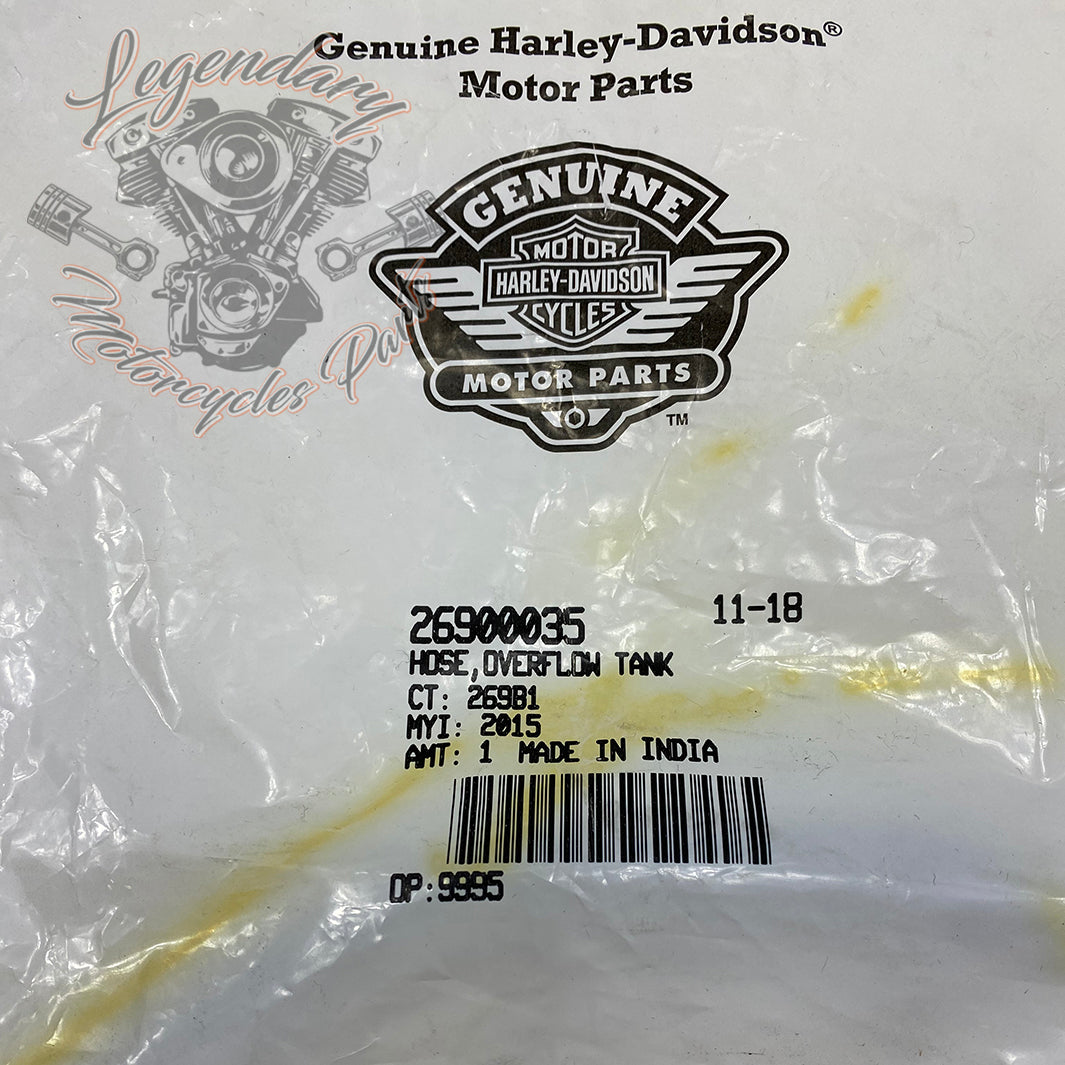 Genuine Harley-Davidson®
Motor Parts
Legendary
Motorcycles Parts
GENUINE
MOTOR
HARLEY-DAVIDSON
CYCLES
MOTOR PARTS
TM
26900035 11-18
HOSE,OVERFLOW TANK
CT: 269B1
MYI: 2015
AMT: 1 MADE IN INDIA
OP:9995